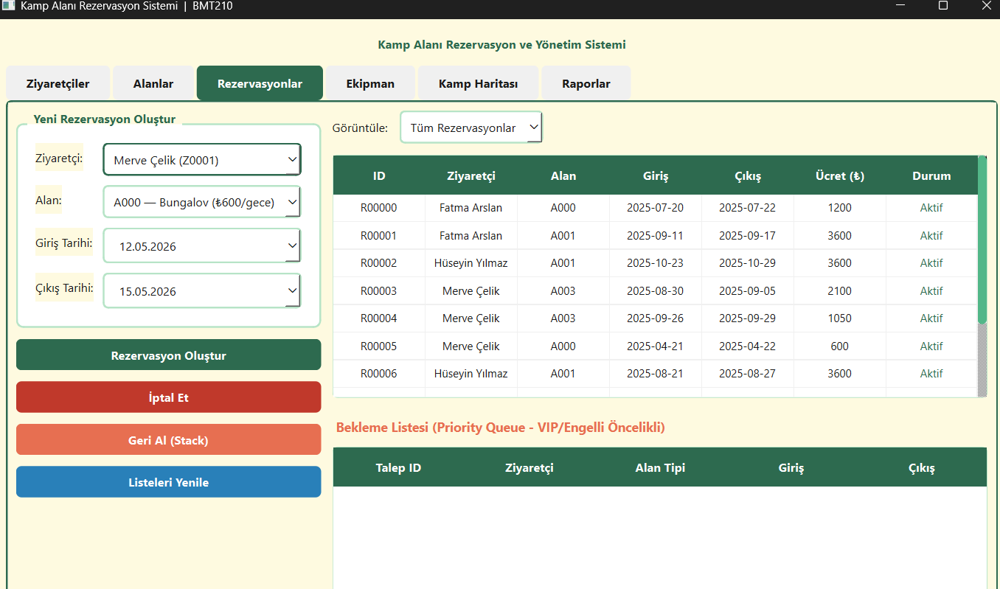 Kamp Alanı Rezervasyon Sistemi | BMT210
Kamp Alanı Rezervasyon ve Yönetim Sistemi
Ziyaretçiler Alanlar Rezervasyonlar Ekipman Kamp Haritası Raporlar
Yeni Rezervasyon Oluştur
Ziyaretçi: Merve Çelik (Z0001)
Alan: A000 — Bungalov (₺600/gece)
Giriş Tarihi: 12.05.2026
Çıkış Tarihi: 15.05.2026
Rezervasyon Oluştur
İptal Et
Geri Al (Stack)
Listeleri Yenile
Görüntüle: Tüm Rezervasyonlar
ID Ziyaretçi Alan Giriş Çıkış Ücret (₺) Durum
R00000 Fatma Arslan A000 2025-07-20 2025-07-22 1200 Aktif
R00001 Fatma Arslan A001 2025-09-11 2025-09-17 3600 Aktif
R00002 Hüseyin Yılmaz A001 2025-10-23 2025-10-29 3600 Aktif
R00003 Merve Çelik A003 2025-08-30 2025-09-05 2100 Aktif
R00004 Merve Çelik A003 2025-09-26 2025-09-29 1050 Aktif
R00005 Merve Çelik A000 2025-04-21 2025-04-22 600 Aktif
R00006 Hüseyin Yılmaz A001 2025-08-21 2025-08-27 3600 Aktif
Bekleme Listesi (Priority Queue - VIP/Engelli Öncelikli)
Talep ID Ziyaretçi Alan Tipi Giriş Çıkış